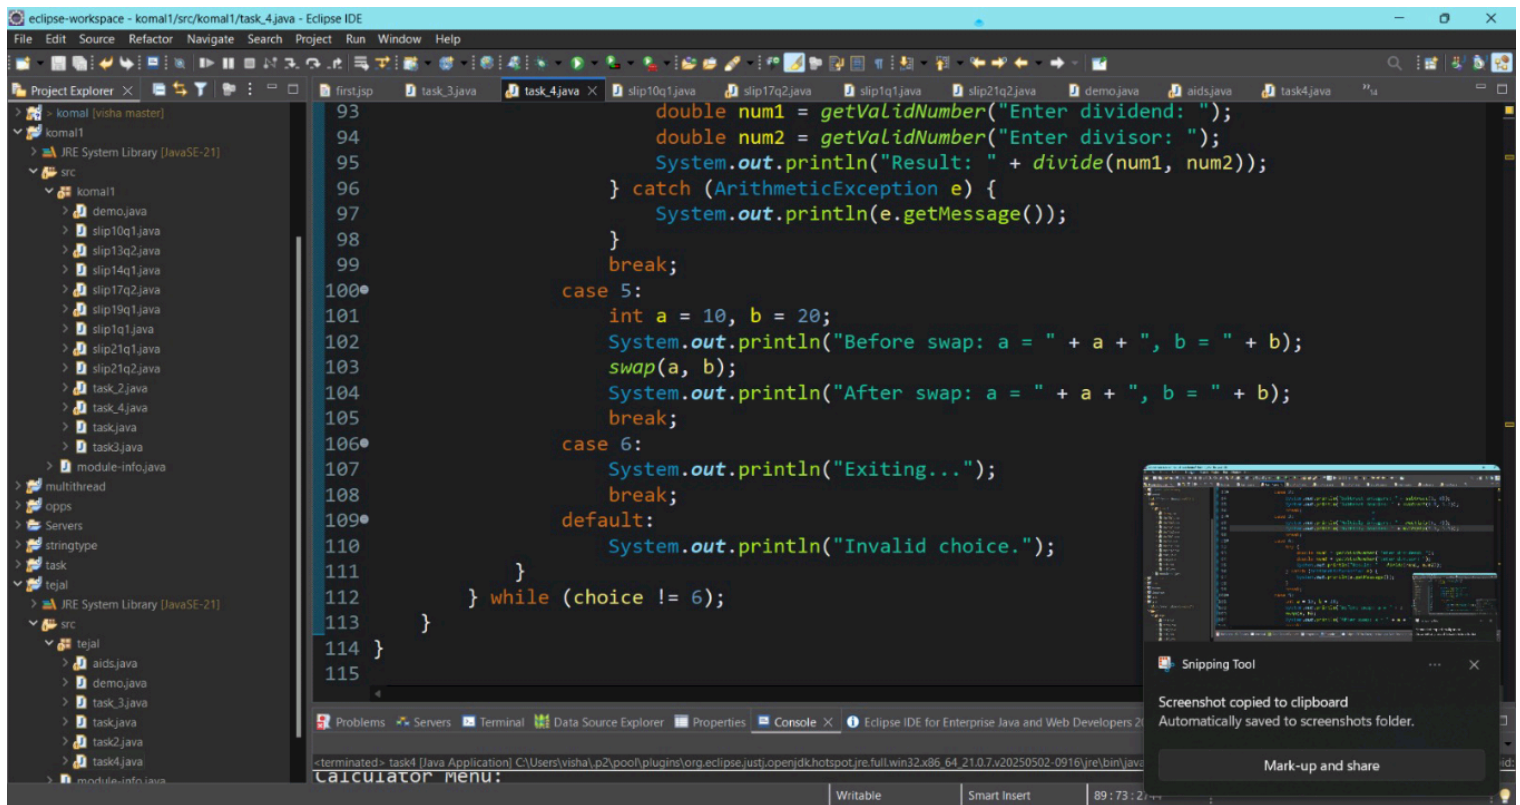 eclipse-workspace - komal1/src/komal1/task_4.java - Eclipse IDE
File Edit Source Refactor Navigate Search Project Run Window Help
Project Explorer
first.jsp task_3.java task_4.java slip10q1.java slip17q2.java slip1q1.java slip21q2.java demo.java aids.java task4.java
> komal [visha master]
komal1
JRE System Library [JavaSE-21]
src
komal1
demo.java
slip10q1.java
slip13q2.java
slip14q1.java
slip17q2.java
slip19q1.java
slip1q1.java
slip21q1.java
slip21q2.java
task_2.java
task_4.java
task.java
task3.java
module-info.java
multithread
opps
Servers
stringtype
task
tejal
JRE System Library [JavaSE-21]
src
tejal
aids.java
demo.java
task_3.java
task.java
task2.java
task4.java
module-info.java
93 double num1 = getValidNumber("Enter dividend: ");
94 double num2 = getValidNumber("Enter divisor: ");
95 System.out.println("Result: " + divide(num1, num2));
96 } catch (ArithmeticException e) {
97 System.out.println(e.getMessage());
98 }
99 break;
100 case 5:
101 int a = 10, b = 20;
102 System.out.println("Before swap: a = " + a + ", b = " + b);
103 swap(a, b);
104 System.out.println("After swap: a = " + a + ", b = " + b);
105 break;
106 case 6:
107 System.out.println("Exiting...");
108 break;
109 default:
110 System.out.println("Invalid choice.");
111 }
112 } while (choice != 6);
113 }
114 }
115
Problems Servers Terminal Data Source Explorer Properties Console Eclipse IDE for Enterprise Java and Web Developers
<terminated> task4 [Java Application] C:\Users\visha\.p2\pool\plugins\org.eclipse.justj.openjdk.hotspot.jre.full.win32.x86_64_21.0.7.v20250502-0916\jre\bin\java
Calculator Menu:
Writable Smart Insert 89 : 73 :
Snipping Tool
Screenshot copied to clipboard
Automatically saved to screenshots folder.
Mark-up and share